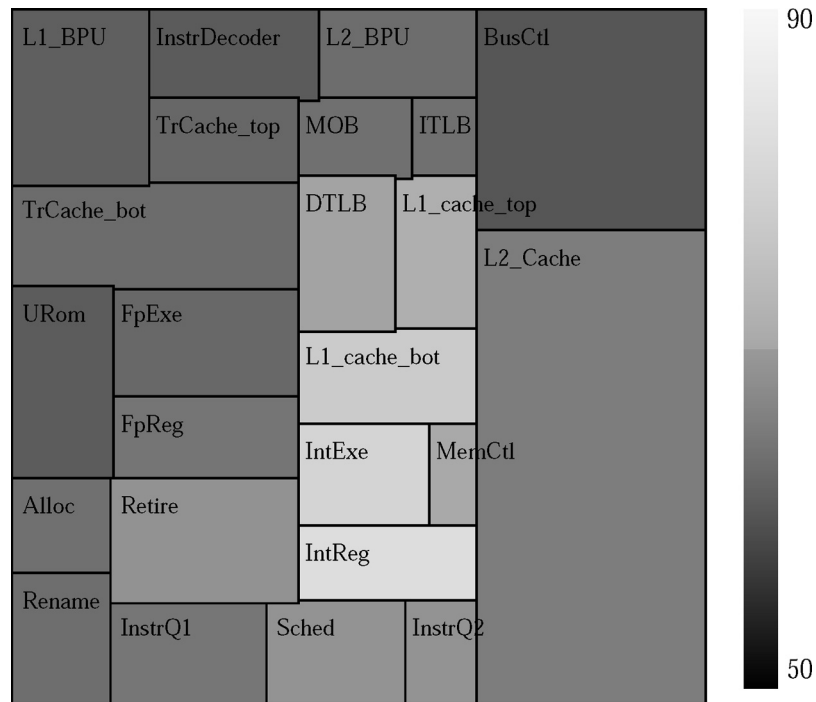 L1_BPU InstrDecoder L2_BPU BusCtl
TrCache_top MOB ITLB
TrCache_bot DTLB L1_cache_top
L2_Cache
URom FpExe
L1_cache_bot
FpReg
IntExe MemCtl
Alloc Retire
IntReg
Rename
InstrQ1 Sched InstrQ2
90
50